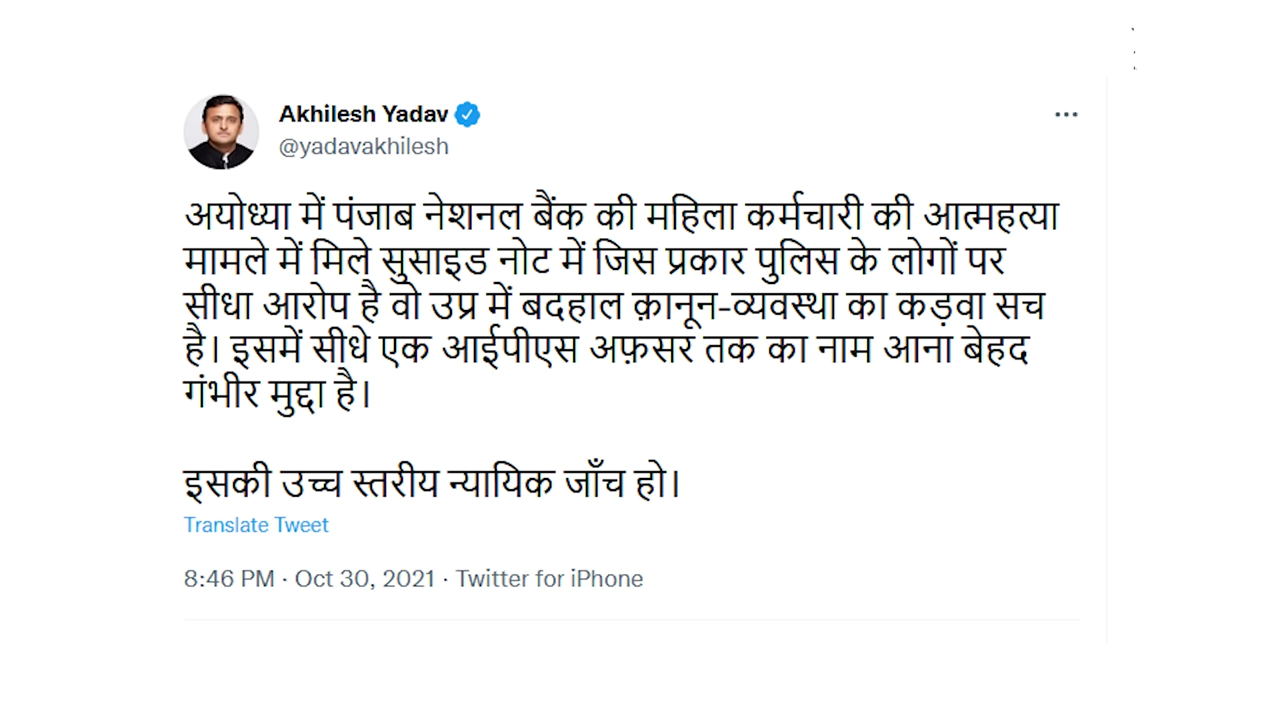 Akhilesh Yadav
@yadavakhilesh
अयोध्या में पंजाब नेशनल बैंक की महिला कर्मचारी की आत्महत्या
मामले में मिले सुसाइड नोट में जिस प्रकार पुलिस के लोगों पर
सीधा आरोप है वो उप्र में बदहाल क़ानून-व्यवस्था का कड़वा सच
है। इसमें सीधे एक आईपीएस अफ़सर तक का नाम आना बेहद
गंभीर मुद्दा है।
इसकी उच्च स्तरीय न्यायिक जाँच हो।
Translate Tweet
8:46 PM · Oct 30, 2021 · Twitter for iPhone